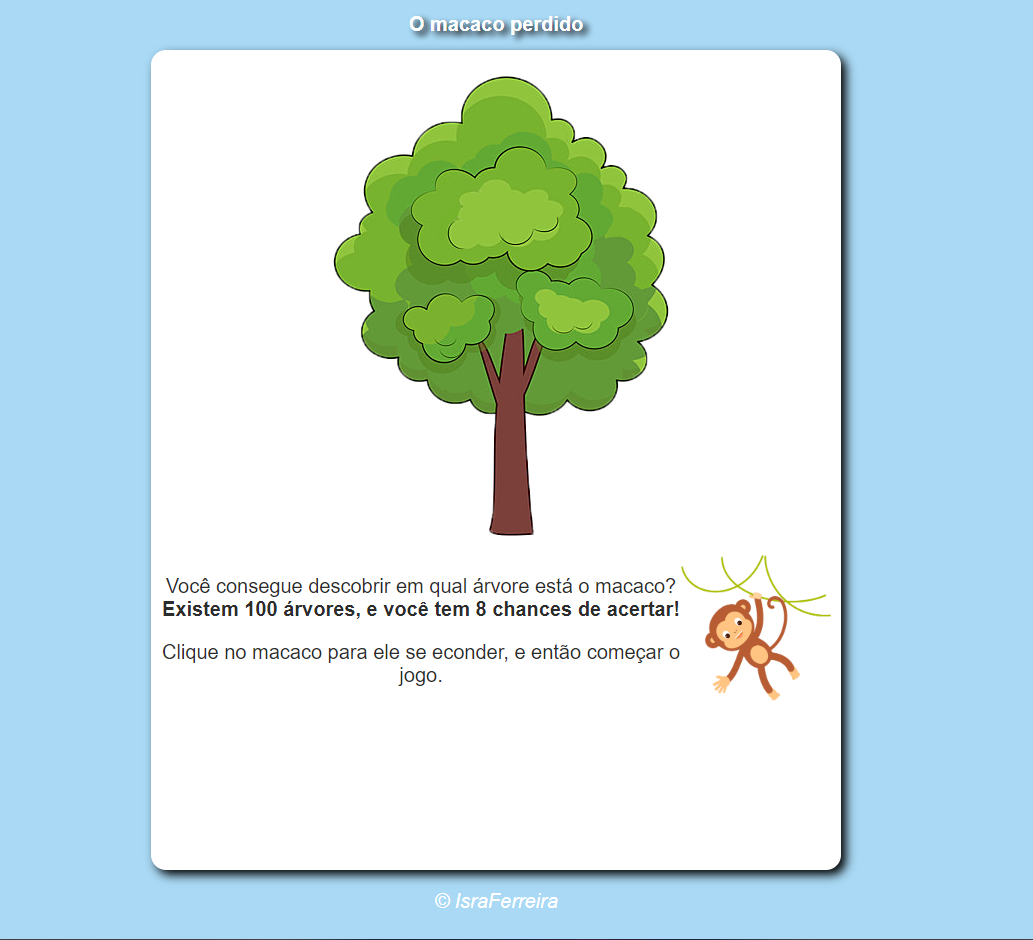 O macaco perdido
Você consegue descobrir em qual árvore está o macaco?
Existem 100 árvores, e você tem 8 chances de acertar!
Clique no macaco para ele se econder, e então começar o
jogo.
© IsraFerreira